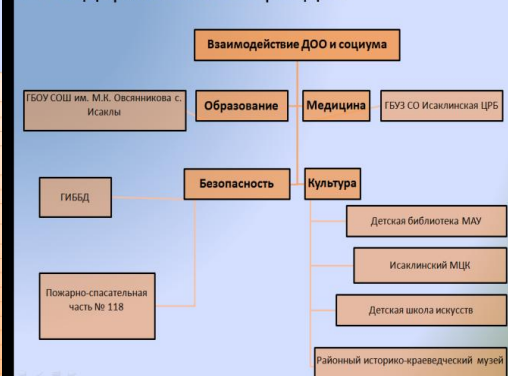 Взаимодействие ДОО и социума
ГБОУ СОШ им. М.К. Овсянникова с.
Исаклы
Образование
Медицина
ГБУЗ СО Исаклинская ЦРБ
ГИББД
Безопасность
Культура
Детская библиотека МАУ
Исаклинский МЦК
Пожарно-спасательная
часть № 118
Детская школа искусств
Районный историко-краеведческий музей